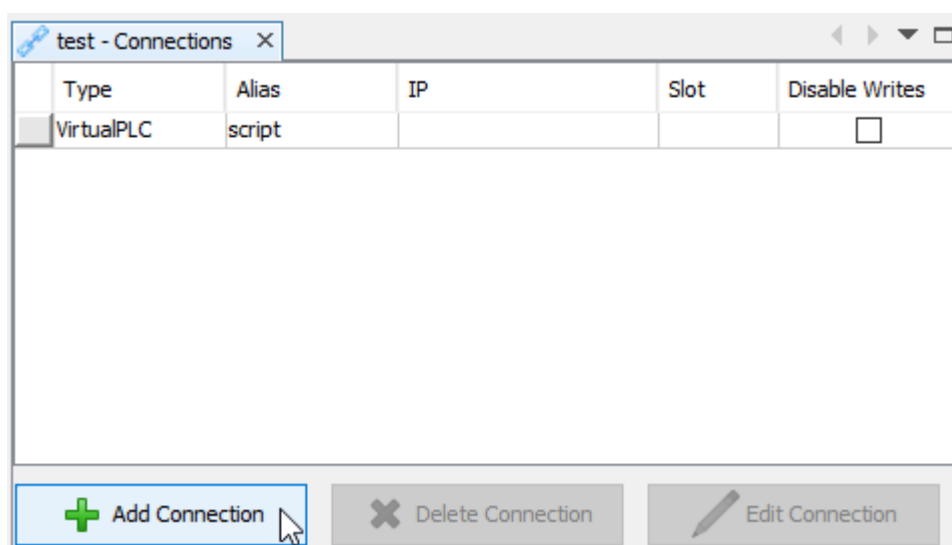 test - Connections
Type Alias IP Slot Disable Writes
VirtualPLC script
Add Connection Delete Connection Edit Connection